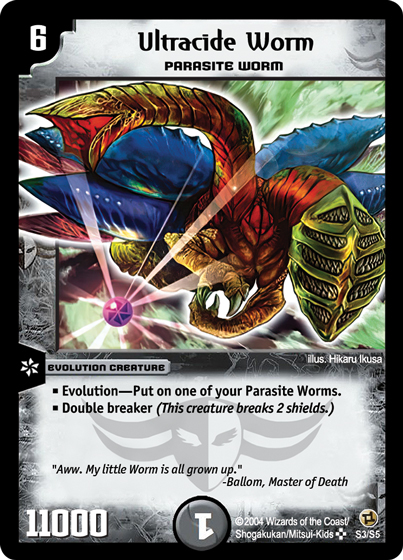 6
Ultracide Worm
PARASITE WORM
illus. Hikaru Ikusa
EVOLUTION CREATURE
▪ Evolution—Put on one of your Parasite Worms.
▪ Double breaker (This creature breaks 2 shields.)
"Aww. My little Worm is all grown up."
-Ballom, Master of Death
11000
1
©2004 Wizards of the Coast/
Shogakukan/Mitsui-Kids S3/S5